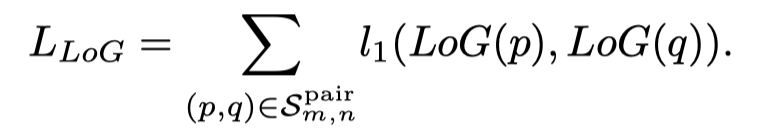 L_{LoG} = \sum_{(p,q) \in \mathcal{S}_{m,n}^{\text{pair}}} l_1(LoG(p), LoG(q)).